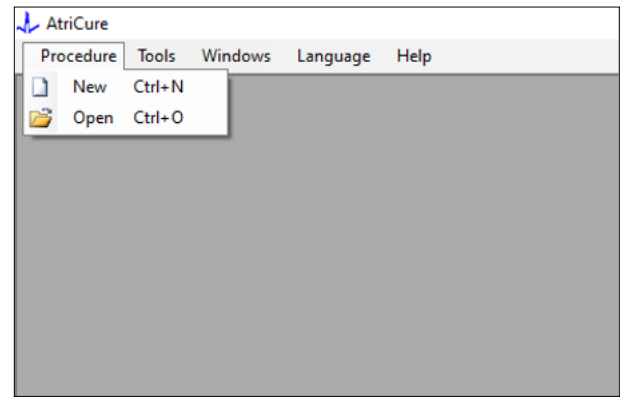 AtriCure
Procedure Tools Windows Language Help
New Ctrl+N
Open Ctrl+O